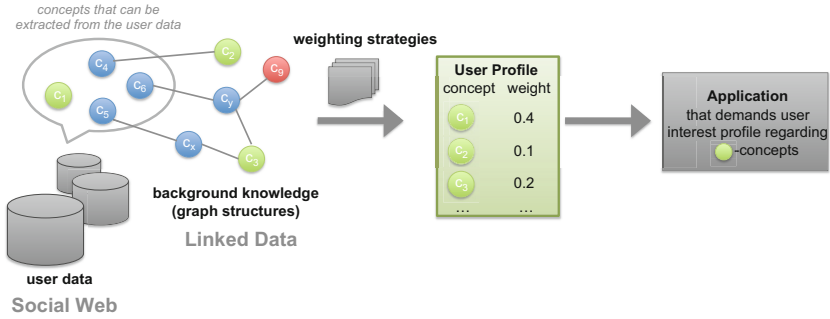 concepts that can be
extracted from the user data
c4
c2
c9
c6
c1
cy
c5
cx
c3
background knowledge
(graph structures)
Linked Data
user data
Social Web
weighting strategies
User Profile
concept weight
c1 0.4
c2 0.1
c3 0.2
... ...
Application
that demands user
interest profile regarding
-concepts